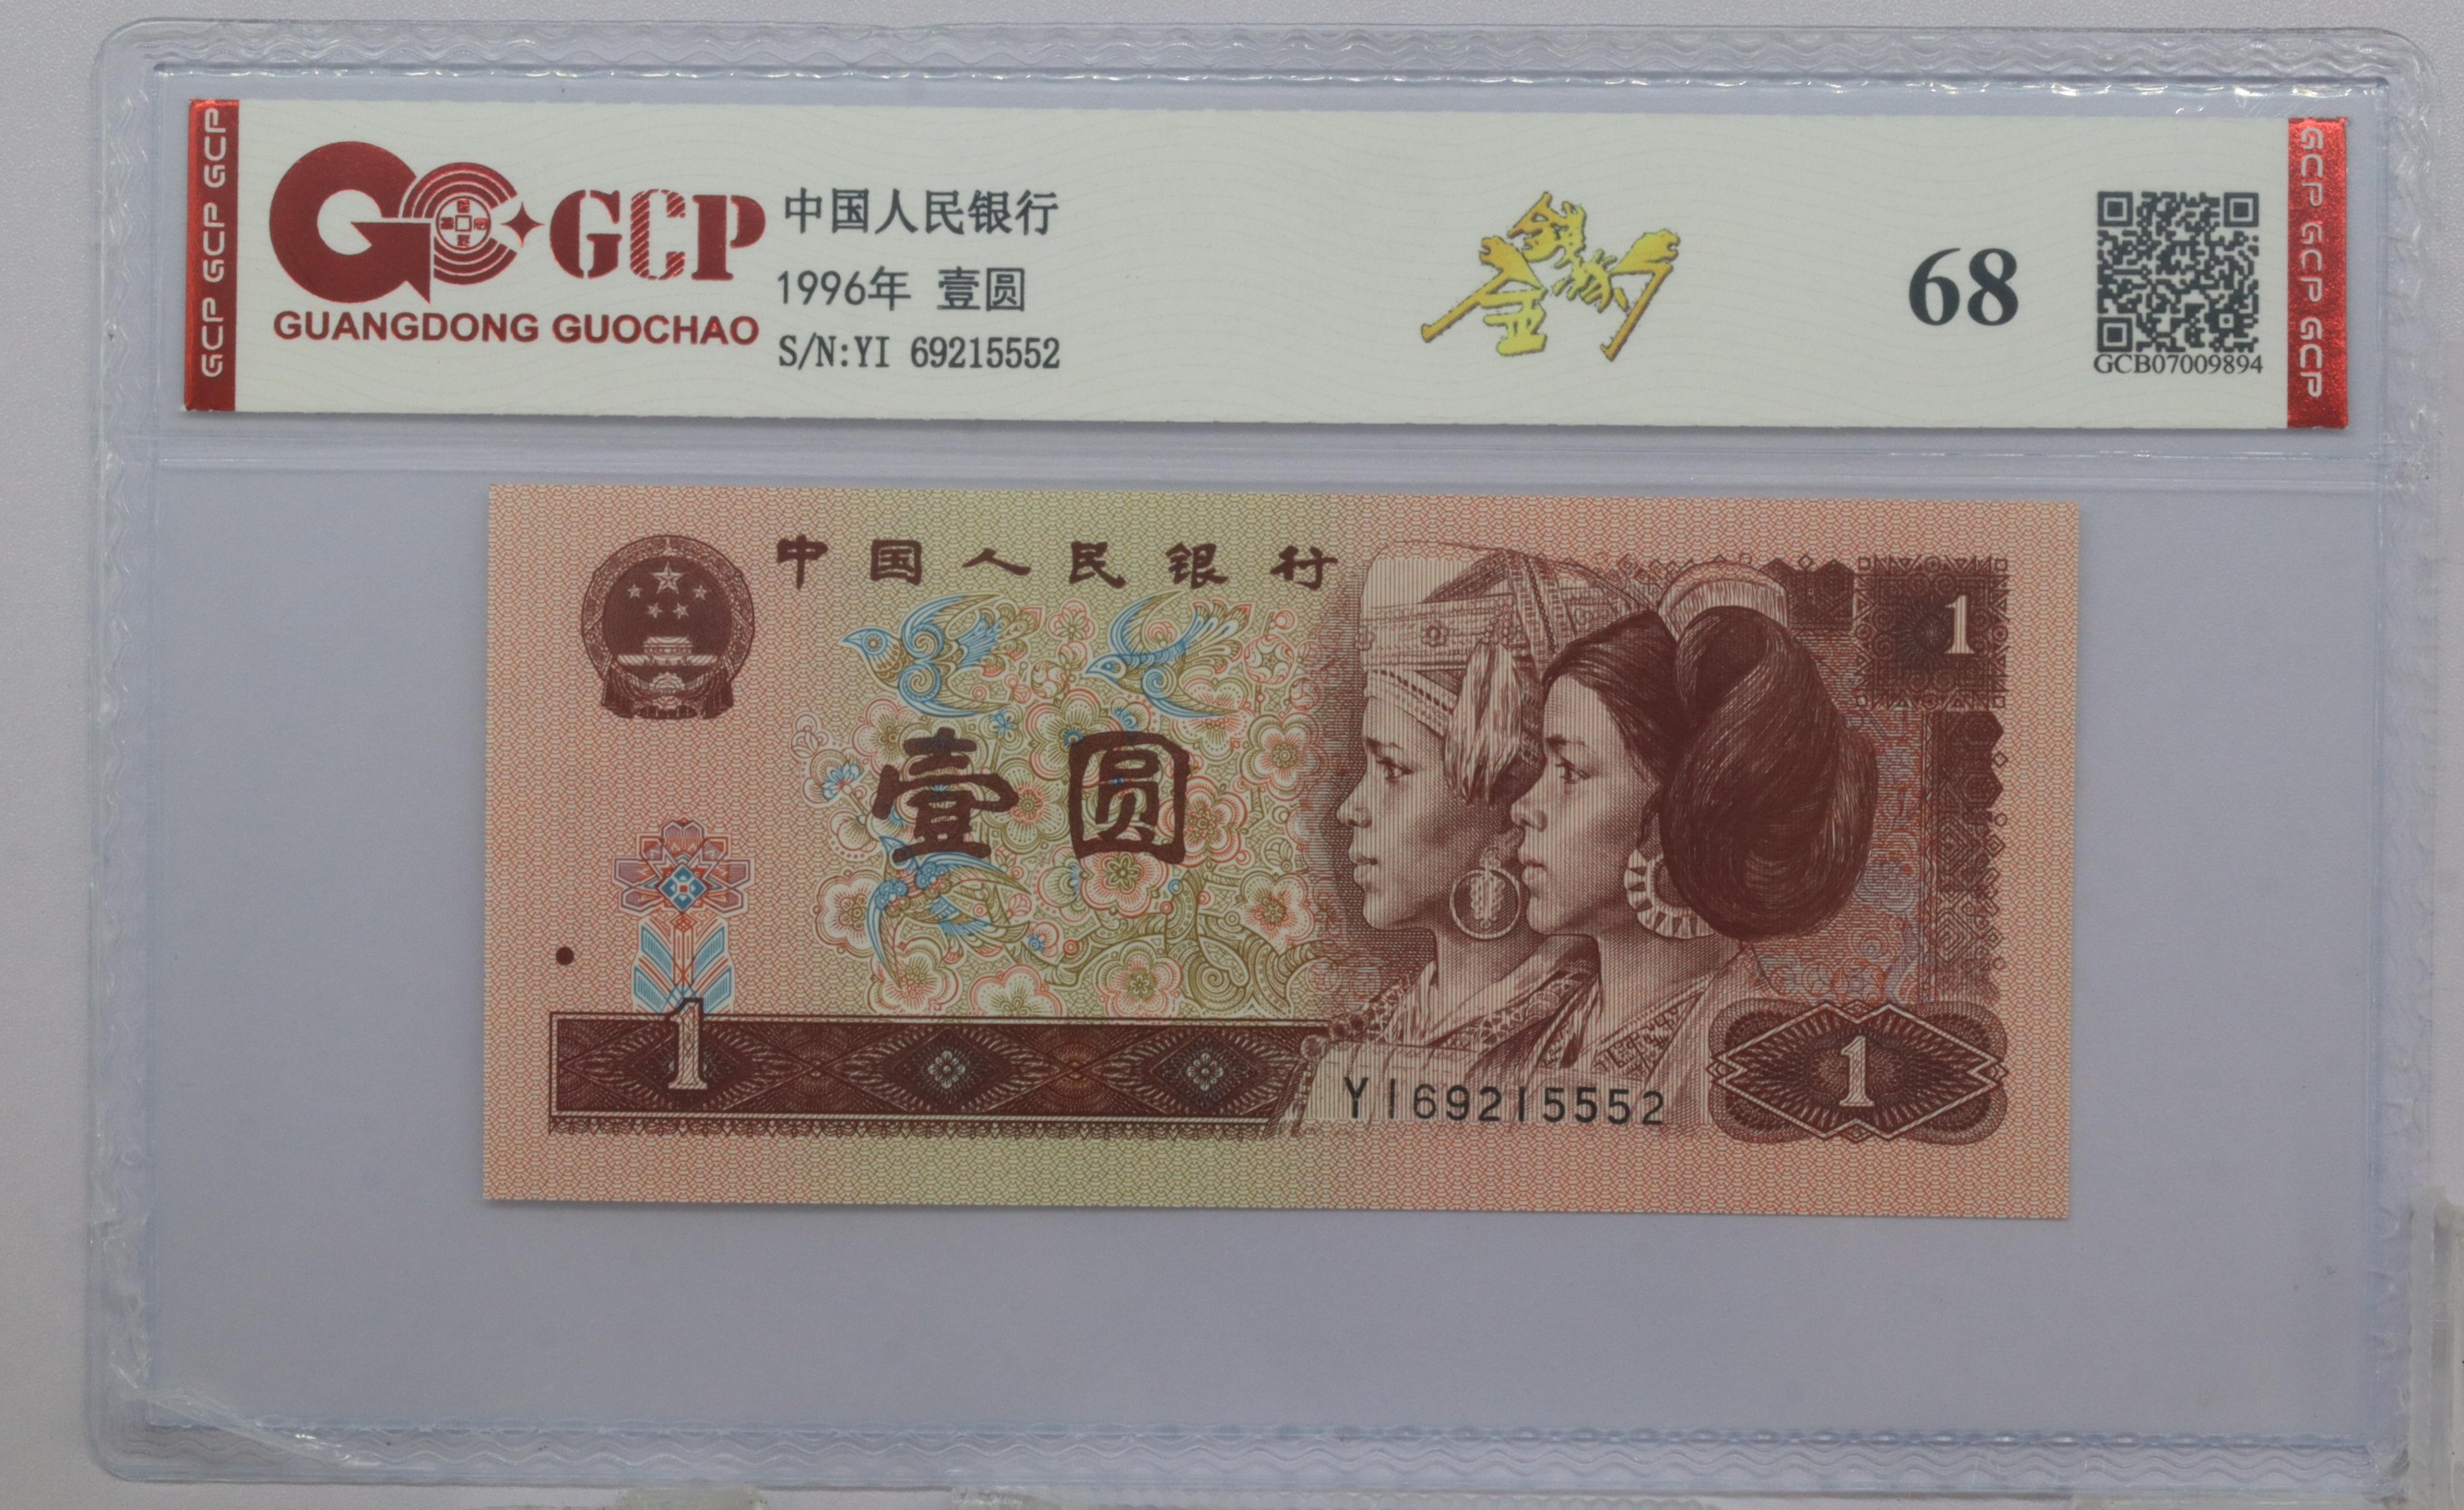 GCP GCP GCP
GCP
GUANGDONG GUOCHAO
中国人民银行
1996年 壹圆
S/N:YI 69215552
金豹
68
GCB07009894
GCP GCP GCP
中国人民银行
1
壹圆
1
1
YI69215552